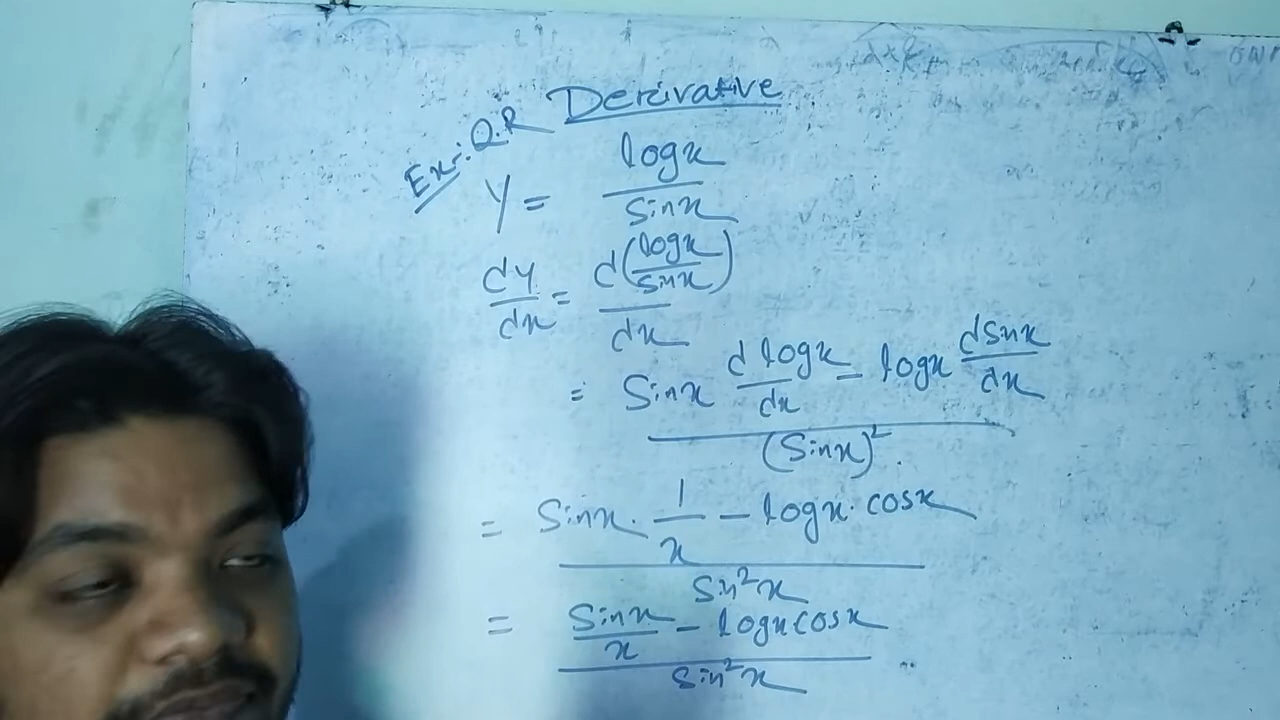 Derivative
Ex:- Q.R
Y = logx / sinx
dy/dx = d(logx/sinx) / dx
= Sinx d logx/dx - logx dsinx/dx / (Sinx)²
= Sinx · 1/x - logx · cosx / Sin²x
= Sinx/x - logx cosx / sin²x